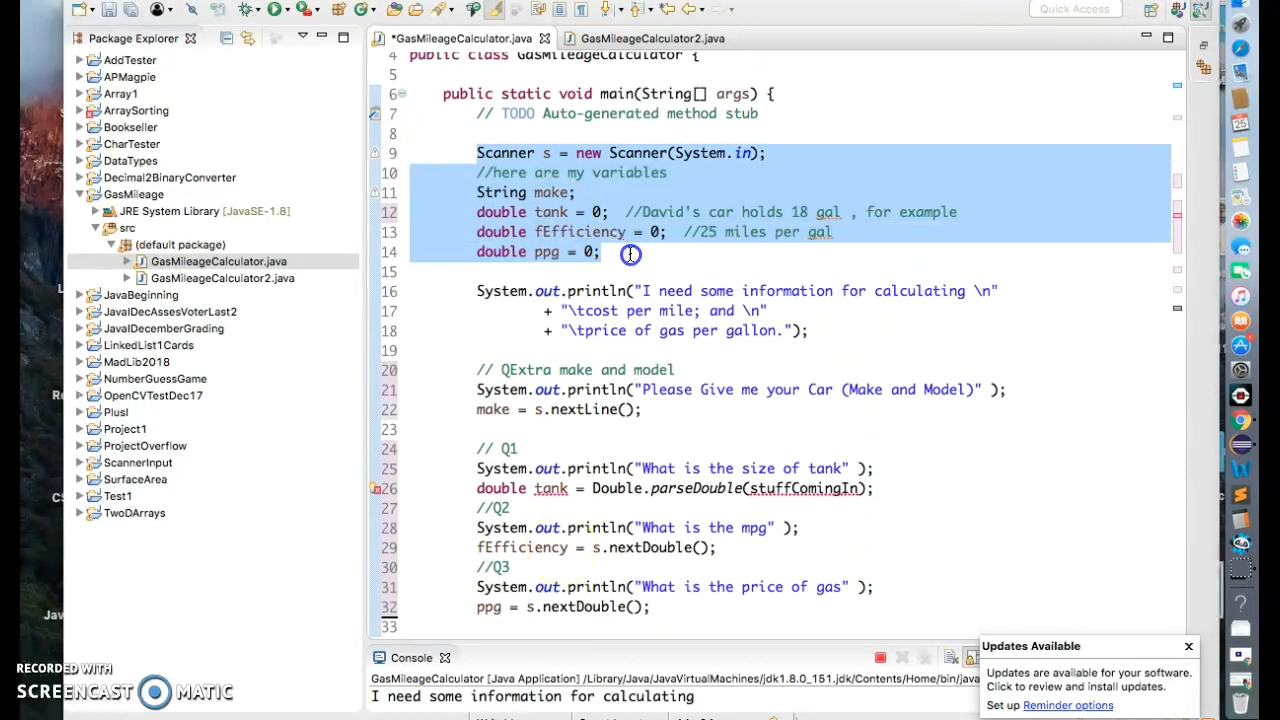 Quick Access
Package Explorer
*GasMileageCalculator.java
GasMileageCalculator2.java
AddTester
APMagpie
Array1
ArraySorting
Bookseller
CharTester
DataTypes
Decimal2BinaryConverter
GasMileage
JRE System Library [JavaSE-1.8]
src
(default package)
GasMileageCalculator.java
GasMileageCalculator2.java
JavaBeginning
JavaDecAssesVoterLast2
JavaDecemberGrading
LinkedList1Cards
MadLib2018
NumberGuessGame
OpenCVTestDec17
PlusI
Project1
ProjectOverflow
ScannerInput
SurfaceArea
Test1
TwoDArrays
4 public class GasMileageCalculator {
5
6 public static void main(String[] args) {
7 // TODO Auto-generated method stub
8
9 Scanner s = new Scanner(System.in);
10 //here are my variables
11 String make;
12 double tank = 0; //David's car holds 18 gal , for example
13 double fEfficiency = 0; //25 miles per gal
14 double ppg = 0;
15
16 System.out.println("I need some information for calculating \n"
17 + "\tcost per mile; and \n"
18 + "\tprice of gas per gallon.");
19
20 // QExtra make and model
21 System.out.println("Please Give me your Car (Make and Model)" );
22 make = s.nextLine();
23
24 // Q1
25 System.out.println("What is the size of tank" );
26 double tank = Double.parseDouble(stuffComingIn);
27 //Q2
28 System.out.println("What is the mpg" );
29 fEfficiency = s.nextDouble();
30 //Q3
31 System.out.println("What is the price of gas" );
32 ppg = s.nextDouble();
33
Console
GasMileageCalculator [Java Application] /Library/Java/JavaVirtualMachines/jdk1.8.0_151.jdk/Contents/Home/bin/java
I need some information for calculating
Updates Available
Updates are available for your software.
Click to review and install updates.
Set up Reminder options
RECORDED WITH
SCREENCAST MATIC